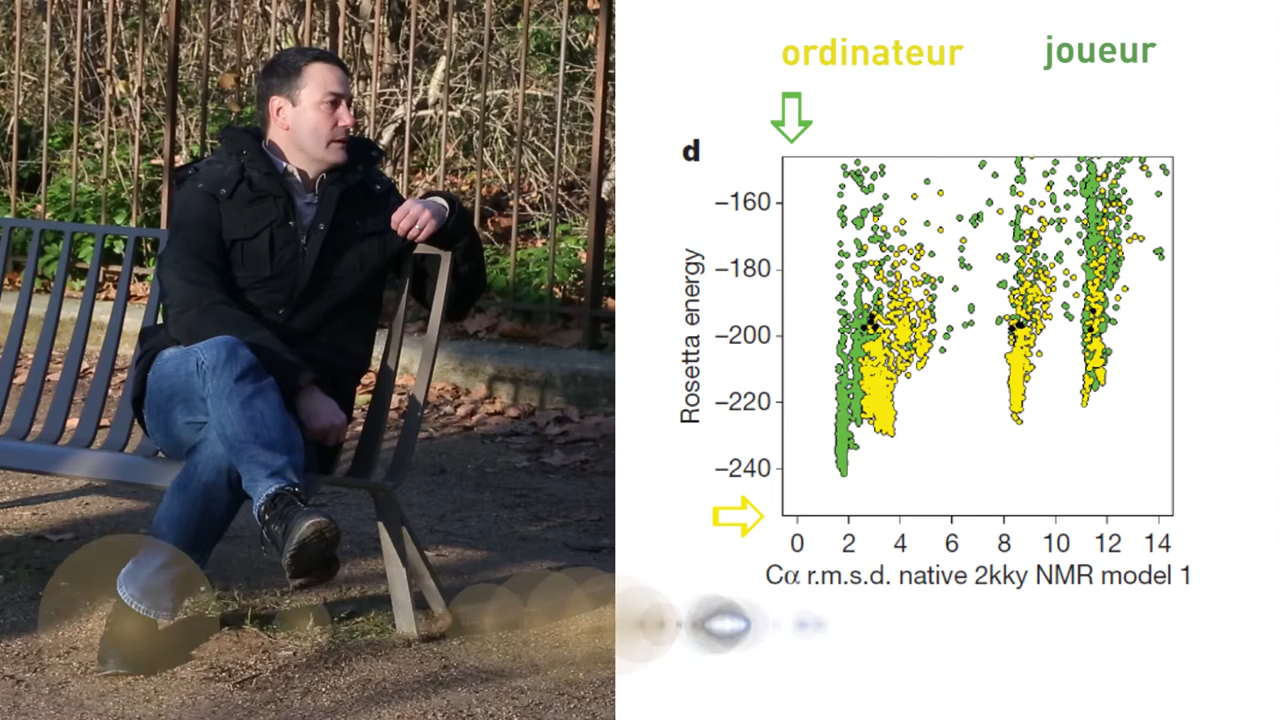 ordinateur joueur
d
Rosetta energy
−160
−180
−200
−220
−240
0 2 4 6 8 10 12 14
Cα r.m.s.d. native 2kky NMR model 1